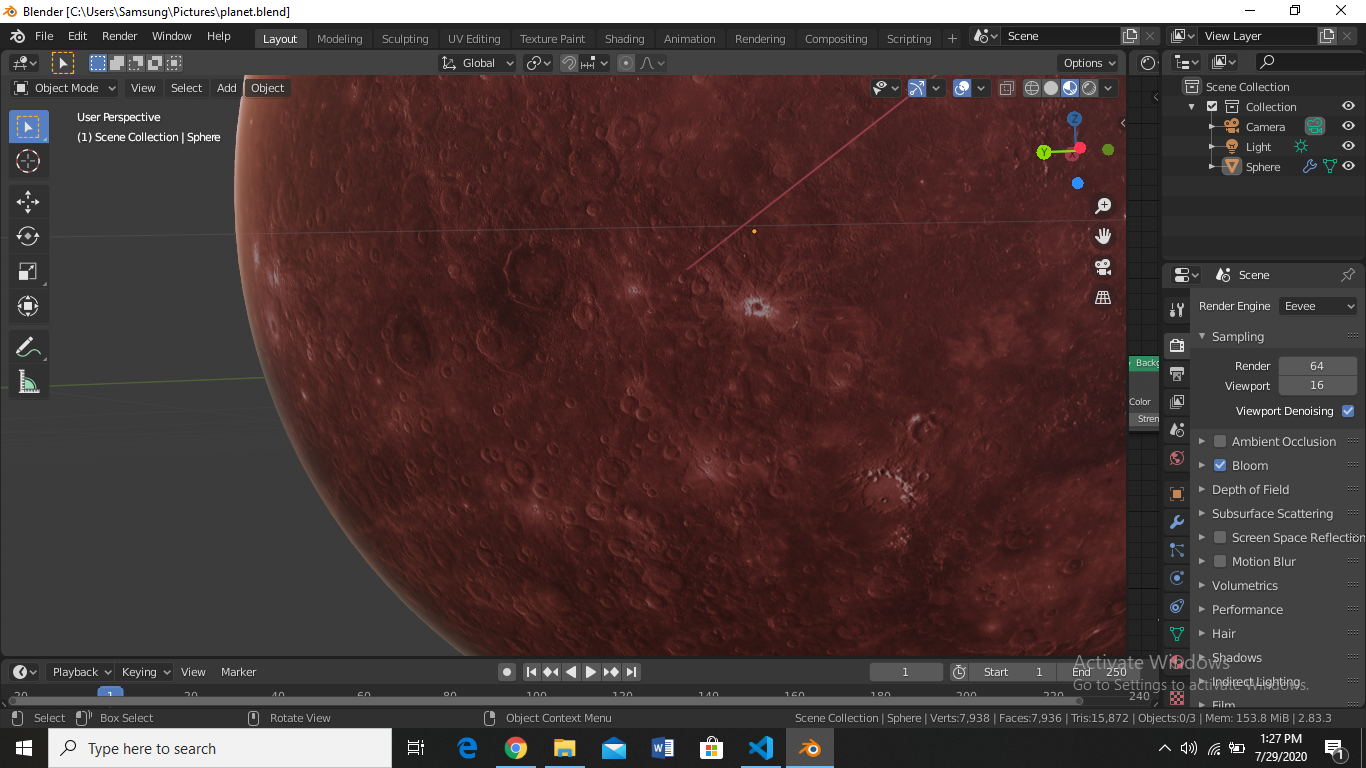 Blender [C:\Users\Samsung\Pictures\planet.blend]
File Edit Render Window Help Layout Modeling Sculpting UV Editing Texture Paint Shading Animation Rendering Compositing Scripting + Scene View Layer
Global Options
Object Mode View Select Add Object
User Perspective
(1) Scene Collection | Sphere
Z
Y
X
Scene Collection
Collection
Camera
Light
Sphere
Scene
Render Engine Eevee
Sampling
Render 64
Viewport 16
Viewport Denoising
Ambient Occlusion
Bloom
Depth of Field
Subsurface Scattering
Screen Space Reflection
Motion Blur
Volumetrics
Performance
Hair
Shadows
Indirect Lighting
Film
Backg
Color
Stren
Playback Keying View Marker 1 Start 1 End 250
-20 1 20 40 60 80 100 120 140 160 180 200 220 240
Activate Windows
Go to Settings to activate Windows.
Select Box Select Rotate View Object Context Menu Scene Collection | Sphere | Verts:7,938 | Faces:7,936 | Tris:15,872 | Objects:0/3 | Mem: 153.8 MiB | 2.83.3
Type here to search
1:27 PM
7/29/2020
1